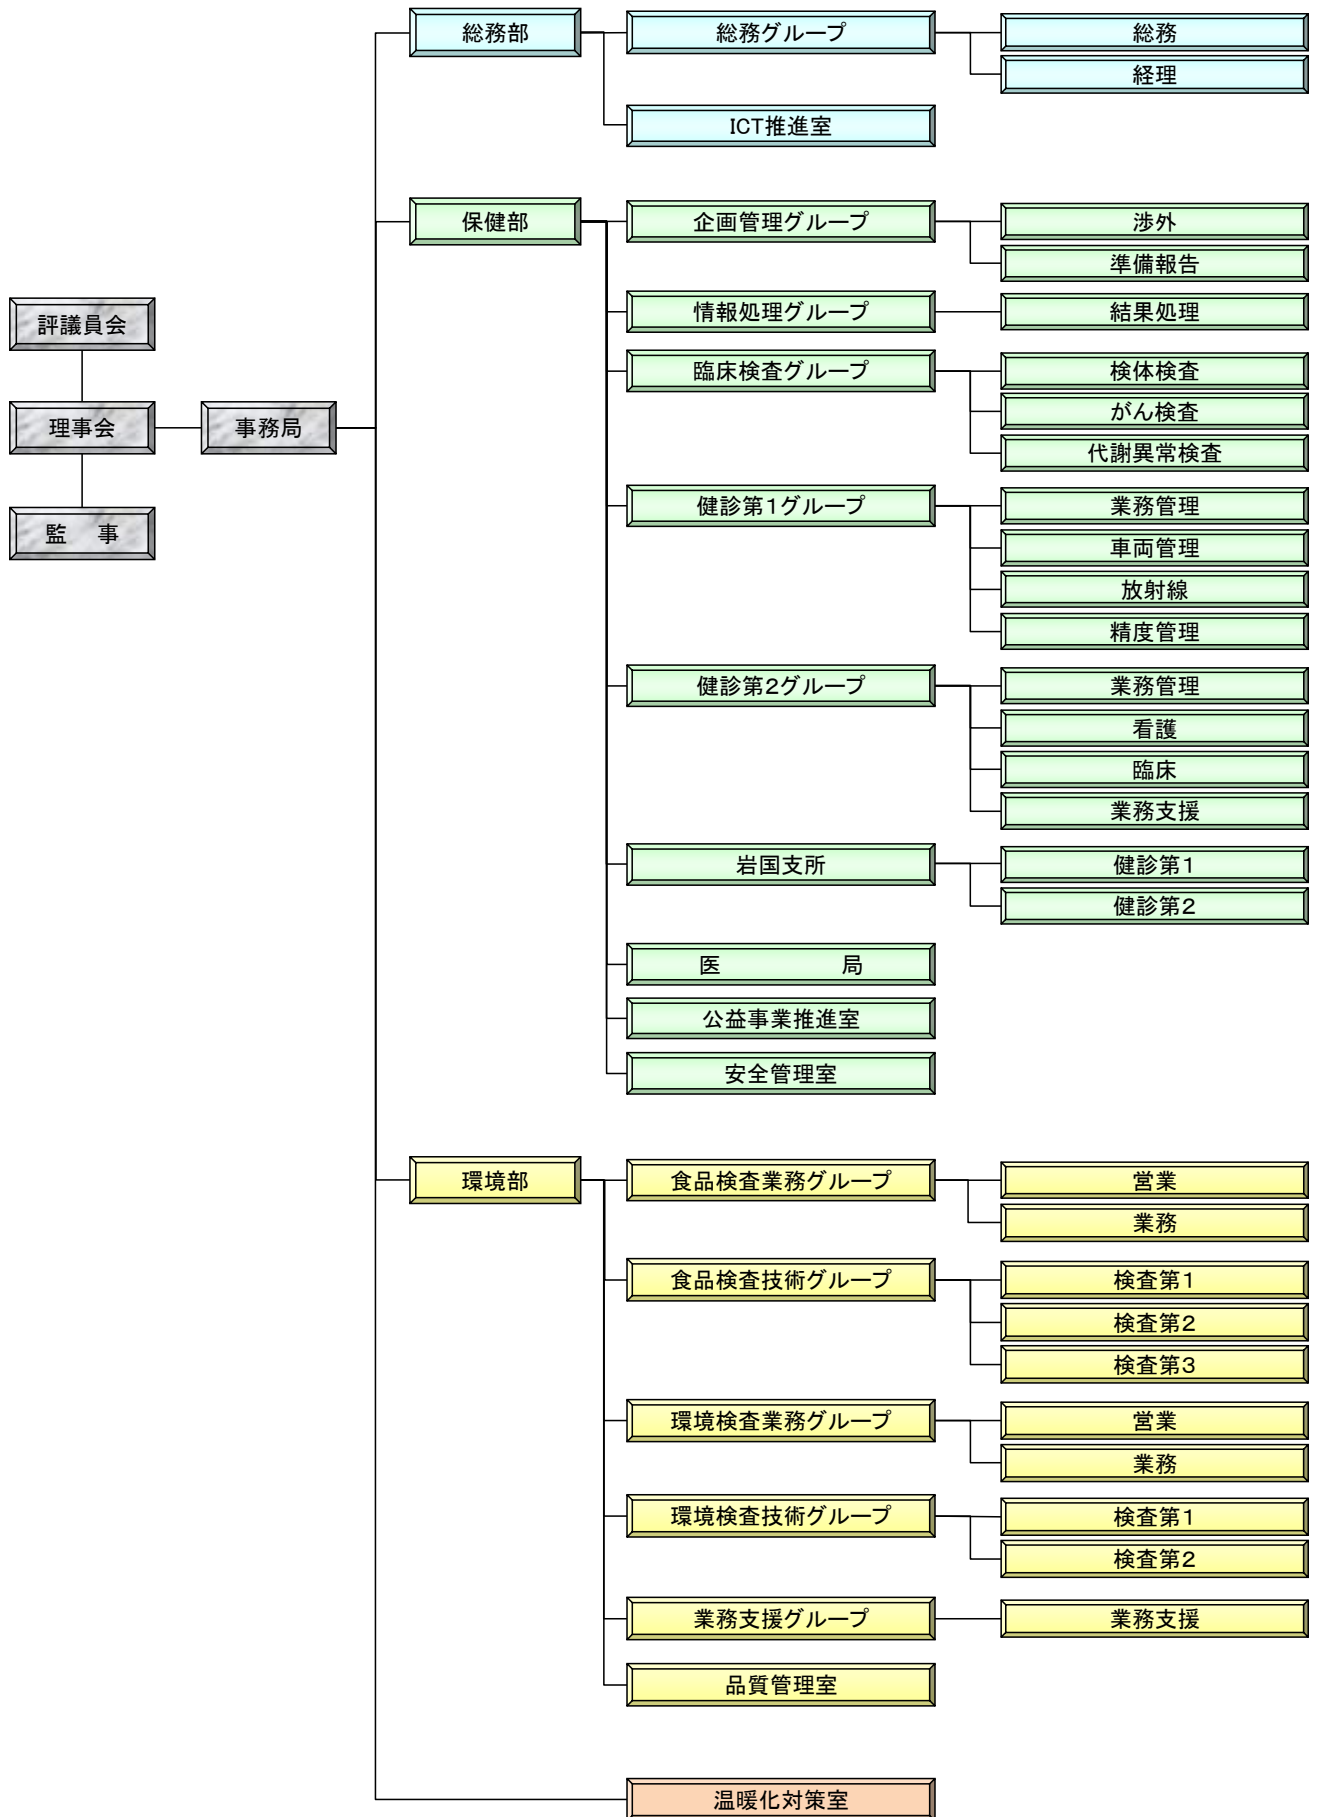 評議員会
理事会
監　事
事務局
総務部
総務グループ
総務
経理
ICT推進室
保健部
企画管理グループ
渉外
準備報告
情報処理グループ
結果処理
臨床検査グループ
検体検査
がん検査
代謝異常検査
健診第1グループ
業務管理
車両管理
放射線
精度管理
健診第2グループ
業務管理
看護
臨床
業務支援
岩国支所
健診第1
健診第2
医　　　　　局
公益事業推進室
安全管理室
環境部
食品検査業務グループ
営業
業務
食品検査技術グループ
検査第1
検査第2
検査第3
環境検査業務グループ
営業
業務
環境検査技術グループ
検査第1
検査第2
業務支援グループ
業務支援
品質管理室
温暖化対策室